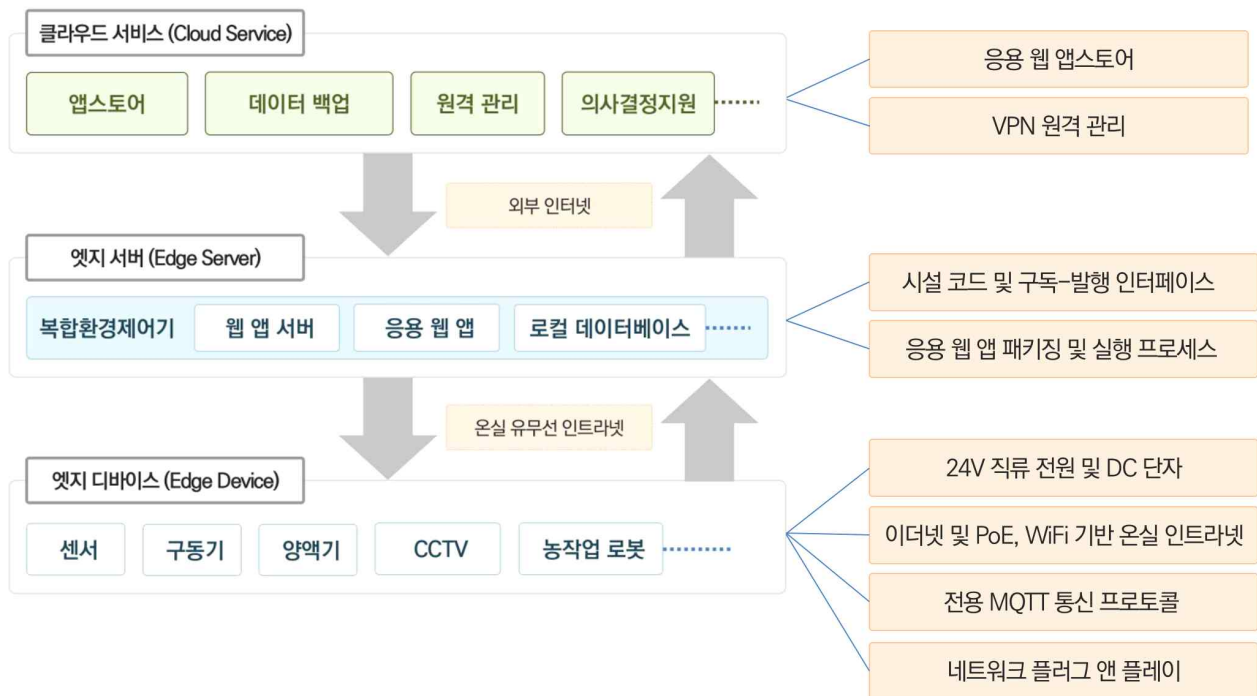 클라우드 서비스 (Cloud Service)
앱스토어
데이터 백업
원격 관리
의사결정지원
응용 웹 앱스토어
VPN 원격 관리
외부 인터넷
엣지 서버 (Edge Server)
복합환경제어기
웹 앱 서버
응용 웹 앱
로컬 데이터베이스
시설 코드 및 구독-발행 인터페이스
응용 웹 앱 패키징 및 실행 프로세스
온실 유무선 인트라넷
엣지 디바이스 (Edge Device)
센서
구동기
양액기
CCTV
농작업 로봇
24V 직류 전원 및 DC 단자
이더넷 및 PoE, WiFi 기반 온실 인트라넷
전용 MQTT 통신 프로토콜
네트워크 플러그 앤 플레이